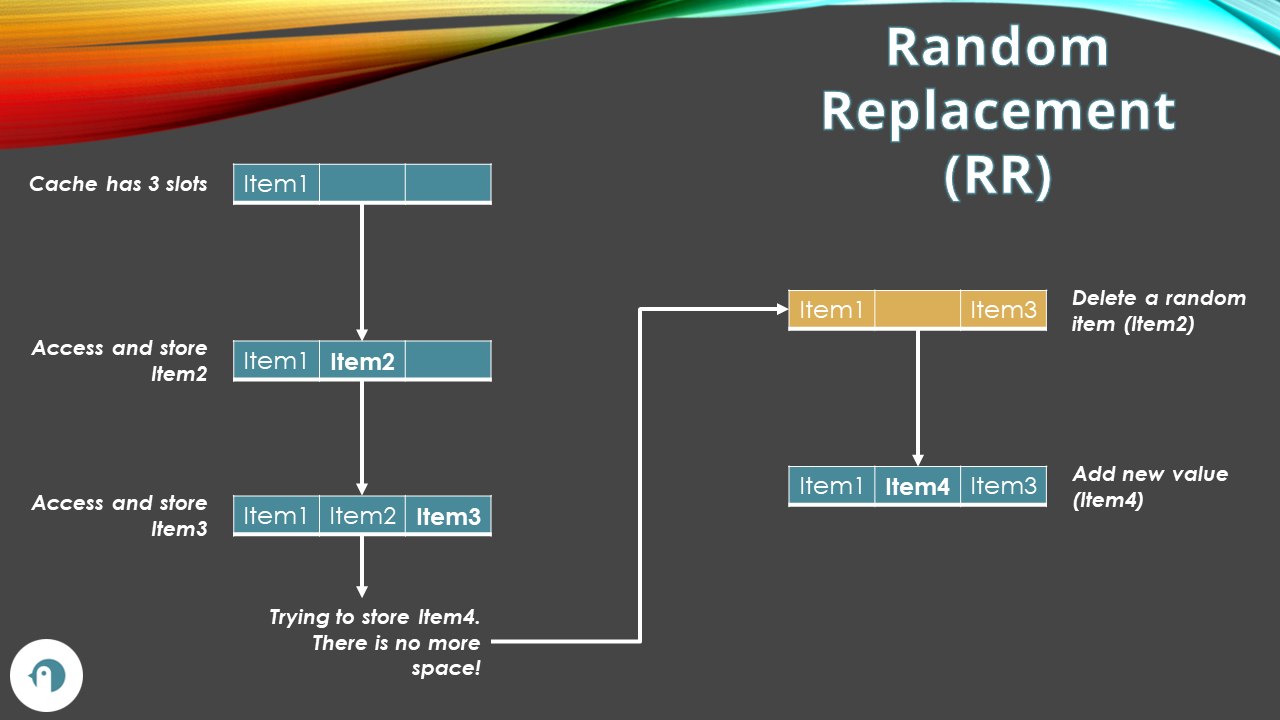 Random
Replacement
(RR)
Cache has 3 slots
Item1
Access and store
Item2
Item1 Item2
Access and store
Item3
Item1 Item2 Item3
Trying to store Item4.
There is no more
space!
Item1 Item3
Delete a random
item (Item2)
Item1 Item4 Item3
Add new value
(Item4)